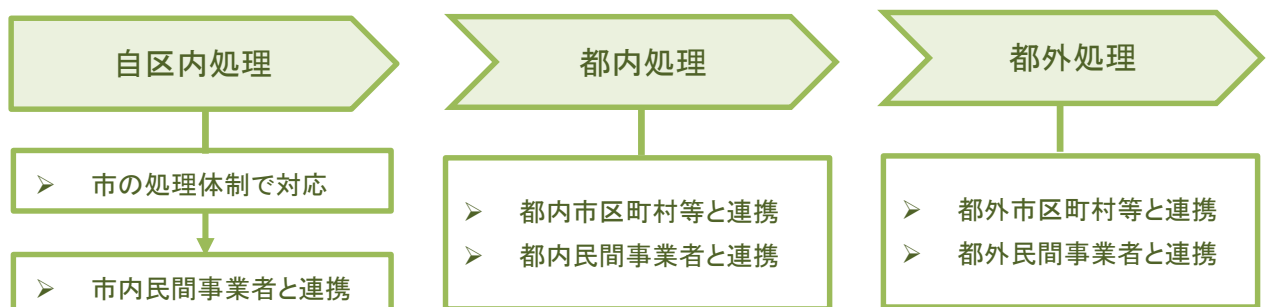 自区内処理
➢ 市の処理体制で対応
➢ 市内民間事業者と連携
都内処理
➢ 都内市区町村等と連携
➢ 都内民間事業者と連携
都外処理
➢ 都外市区町村等と連携
➢ 都外民間事業者と連携